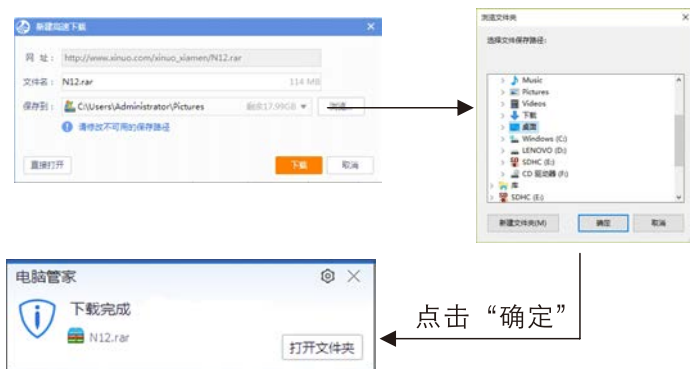 新建高速下载
网 址： http://www.xinuo.com/xinuo_xiamen/N12.rar
文件名： N12.rar 114 MB
保存到： C:\Users\Administrator\Pictures 剩余17.99GB 浏览...
请修改不可用的保存路径
直接打开 下载 取消
浏览文件夹
选择文件保存路径：
Music
Pictures
Videos
下载
桌面
Windows (C:)
LENOVO (D:)
SDHC (E:)
CD 驱动器 (F:)
库
SDHC (E:)
新建文件夹(M) 确定 取消
电脑管家
下载完成
N12.rar
打开文件夹
点击“确定”